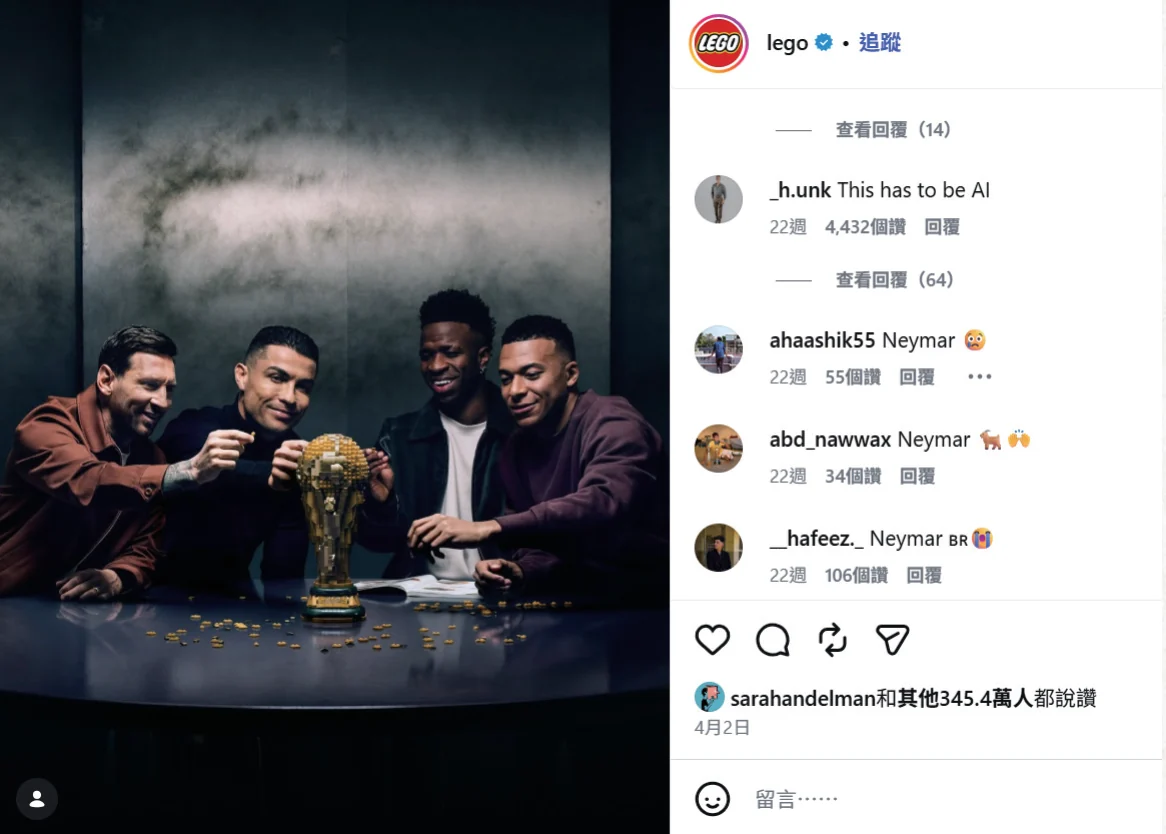 LEGO
lego • 追蹤
查看回覆（14）
_h.unk This has to be AI
22週 4,432個讚 回覆
查看回覆（64）
ahaashik55 Neymar 😨
22週 55個讚 回覆 •••
abd_nawwax Neymar 🐐🙌
22週 34個讚 回覆
__hafeez._ Neymar BR😭
22週 106個讚 回覆
sarahandelman和其他345.4萬人都說讚
4月2日
留言……